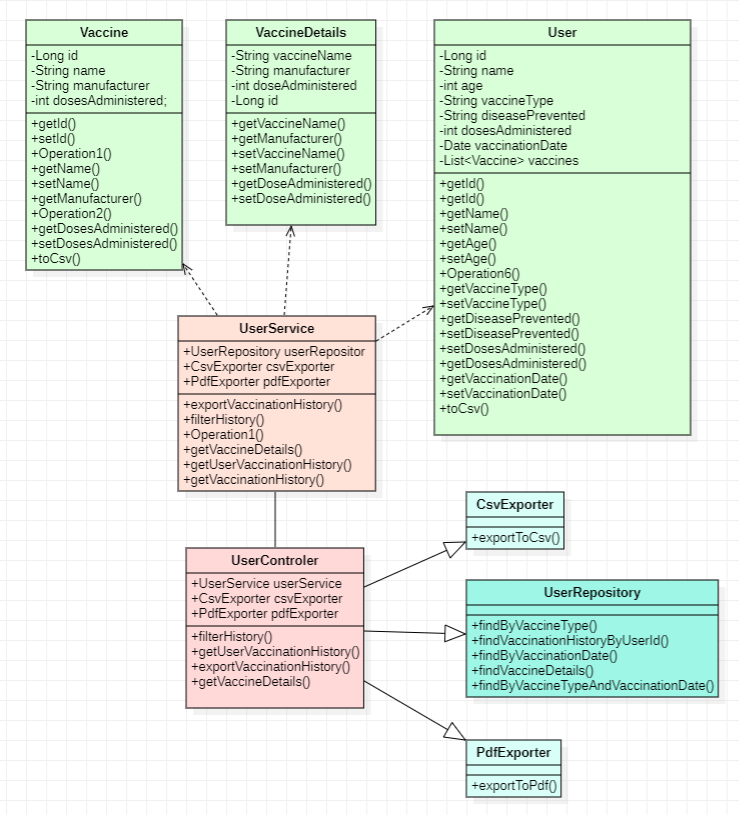 Vaccine
-Long id
-String name
-String manufacturer
-int dosesAdministered;
+getId()
+setId()
+Operation1()
+getName()
+setName()
+getManufacturer()
+Operation2()
+getDosesAdministered()
+setDosesAdministered()
+toCsv()
VaccineDetails
-String vaccineName
-String manufacturer
-int doseAdministered
-Long id
+getVaccineName()
+getManufacturer()
+setVaccineName()
+setManufacturer()
+getDoseAdministered()
+setDoseAdministered()
User
-Long id
-String name
-int age
-String vaccineType
-String diseasePrevented
-int dosesAdministered
-Date vaccinationDate
-List<Vaccine> vaccines
+getId()
+getId()
+getName()
+setName()
+getAge()
+setAge()
+Operation6()
+getVaccineType()
+setVaccineType()
+getDiseasePrevented()
+setDiseasePrevented()
+setDosesAdministered()
+getDosesAdministered()
+getVaccinationDate()
+setVaccinationDate()
+toCsv()
UserService
+UserRepository userRepositor
+CsvExporter csvExporter
+PdfExporter pdfExporter
+exportVaccinationHistory()
+filterHistory()
+Operation1()
+getVaccineDetails()
+getUserVaccinationHistory()
+getVaccinationHistory()
UserControler
+UserService userService
+CsvExporter csvExporter
+PdfExporter pdfExporter
+filterHistory()
+getUserVaccinationHistory()
+exportVaccinationHistory()
+getVaccineDetails()
CsvExporter
+exportToCsv()
UserRepository
+findByVaccineType()
+findVaccinationHistoryByUserId()
+findByVaccinationDate()
+findVaccineDetails()
+findByVaccineTypeAndVaccinationDate()
PdfExporter
+exportToPdf()